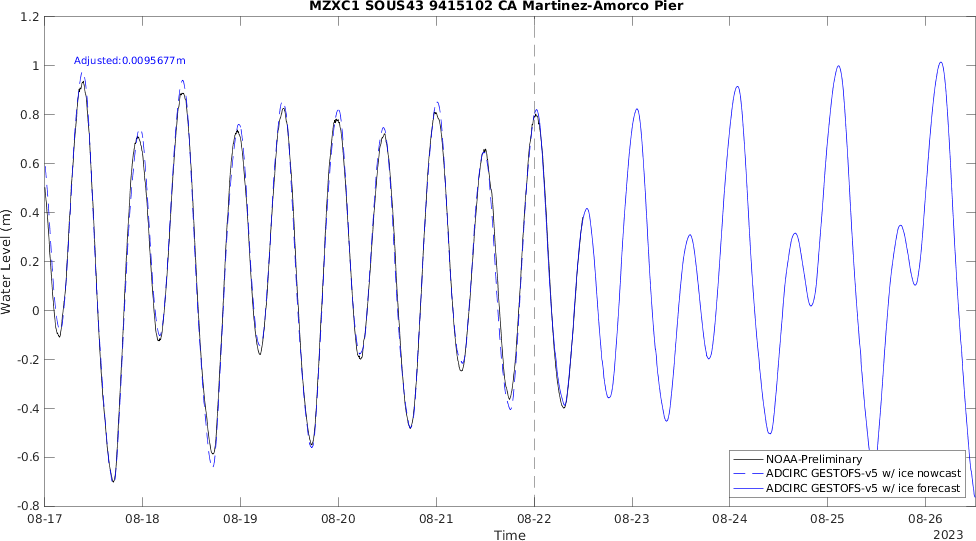 MZXC1 SOUS43 9415102 CA Martinez-Amorco Pier
Adjusted:0.0095677m
Water Level (m)
1.2
1
0.8
0.6
0.4
0.2
0
-0.2
-0.4
-0.6
-0.8
NOAA-Preliminary
ADCIRC GESTOFS-v5 w/ ice nowcast
ADCIRC GESTOFS-v5 w/ ice forecast
08-17 08-18 08-19 08-20 08-21 08-22 08-23 08-24 08-25 08-26
Time
2023